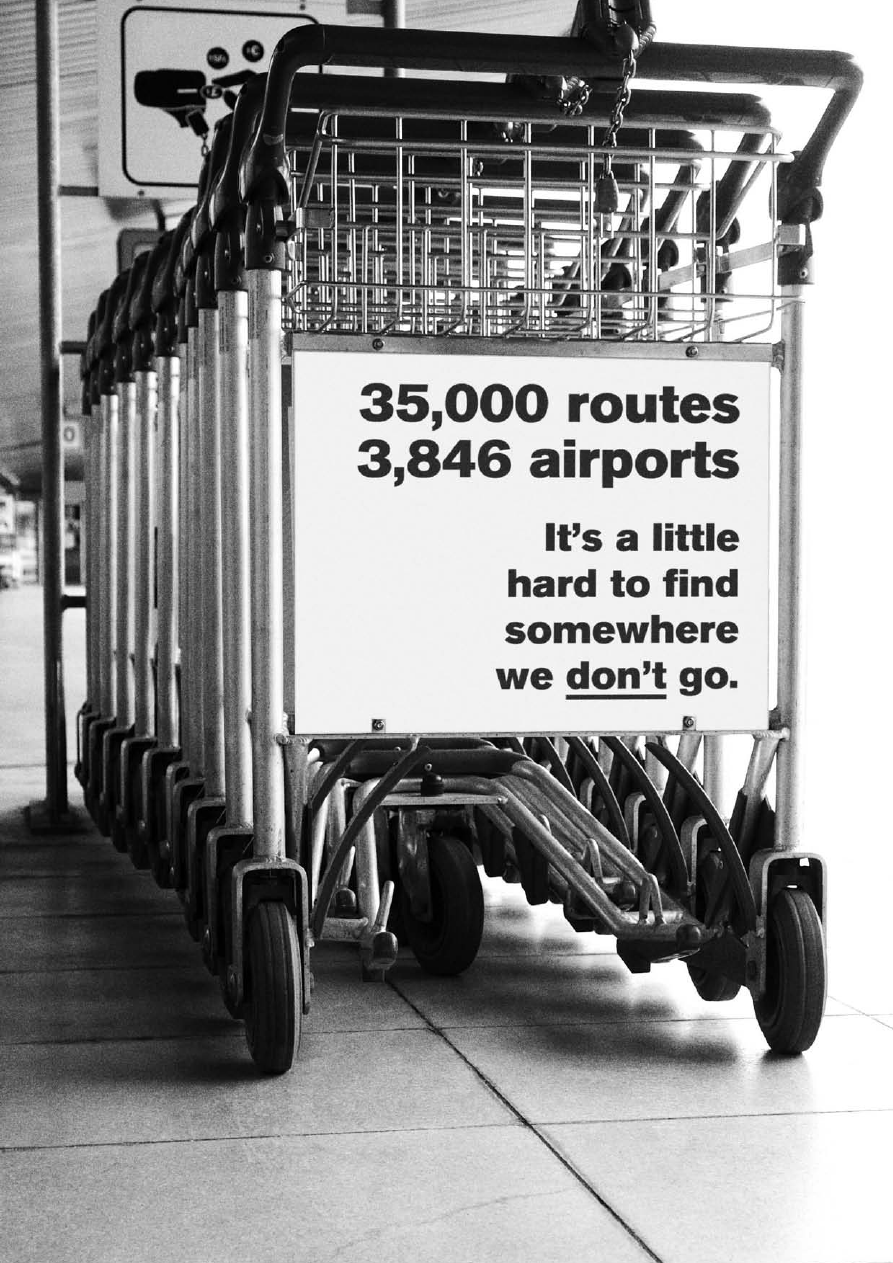 35,000 routes
3,846 airports
It's a little
hard to find
somewhere
we don't go.